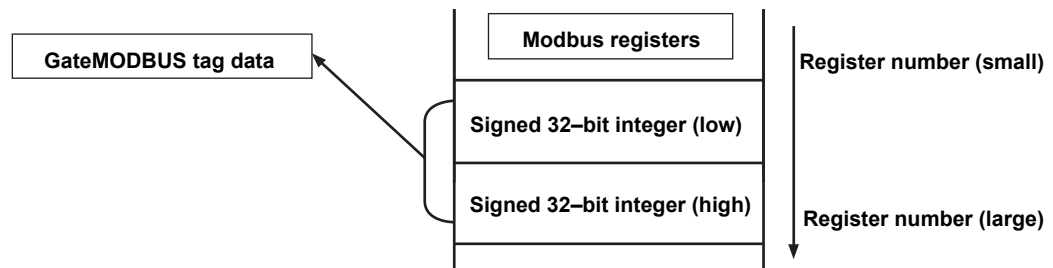 Modbus registers
GateMODBUS tag data
Register number (small)
Signed 32–bit integer (low)
Signed 32–bit integer (high)
Register number (large)